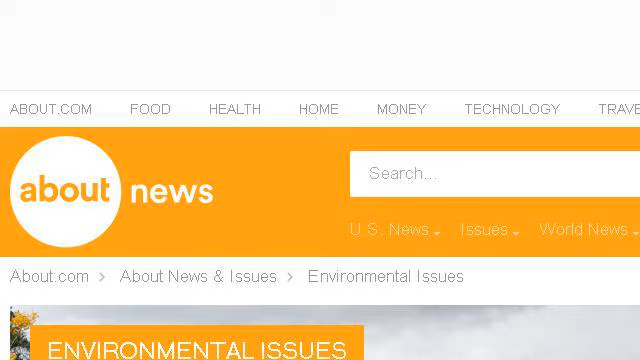 ABOUT.COM FOOD HEALTH HOME MONEY TECHNOLOGY
about news
Search...
U.S. News Issues World News
About.com > About News & Issues > Environmental Issues
ENVIRONMENTAL ISSUES